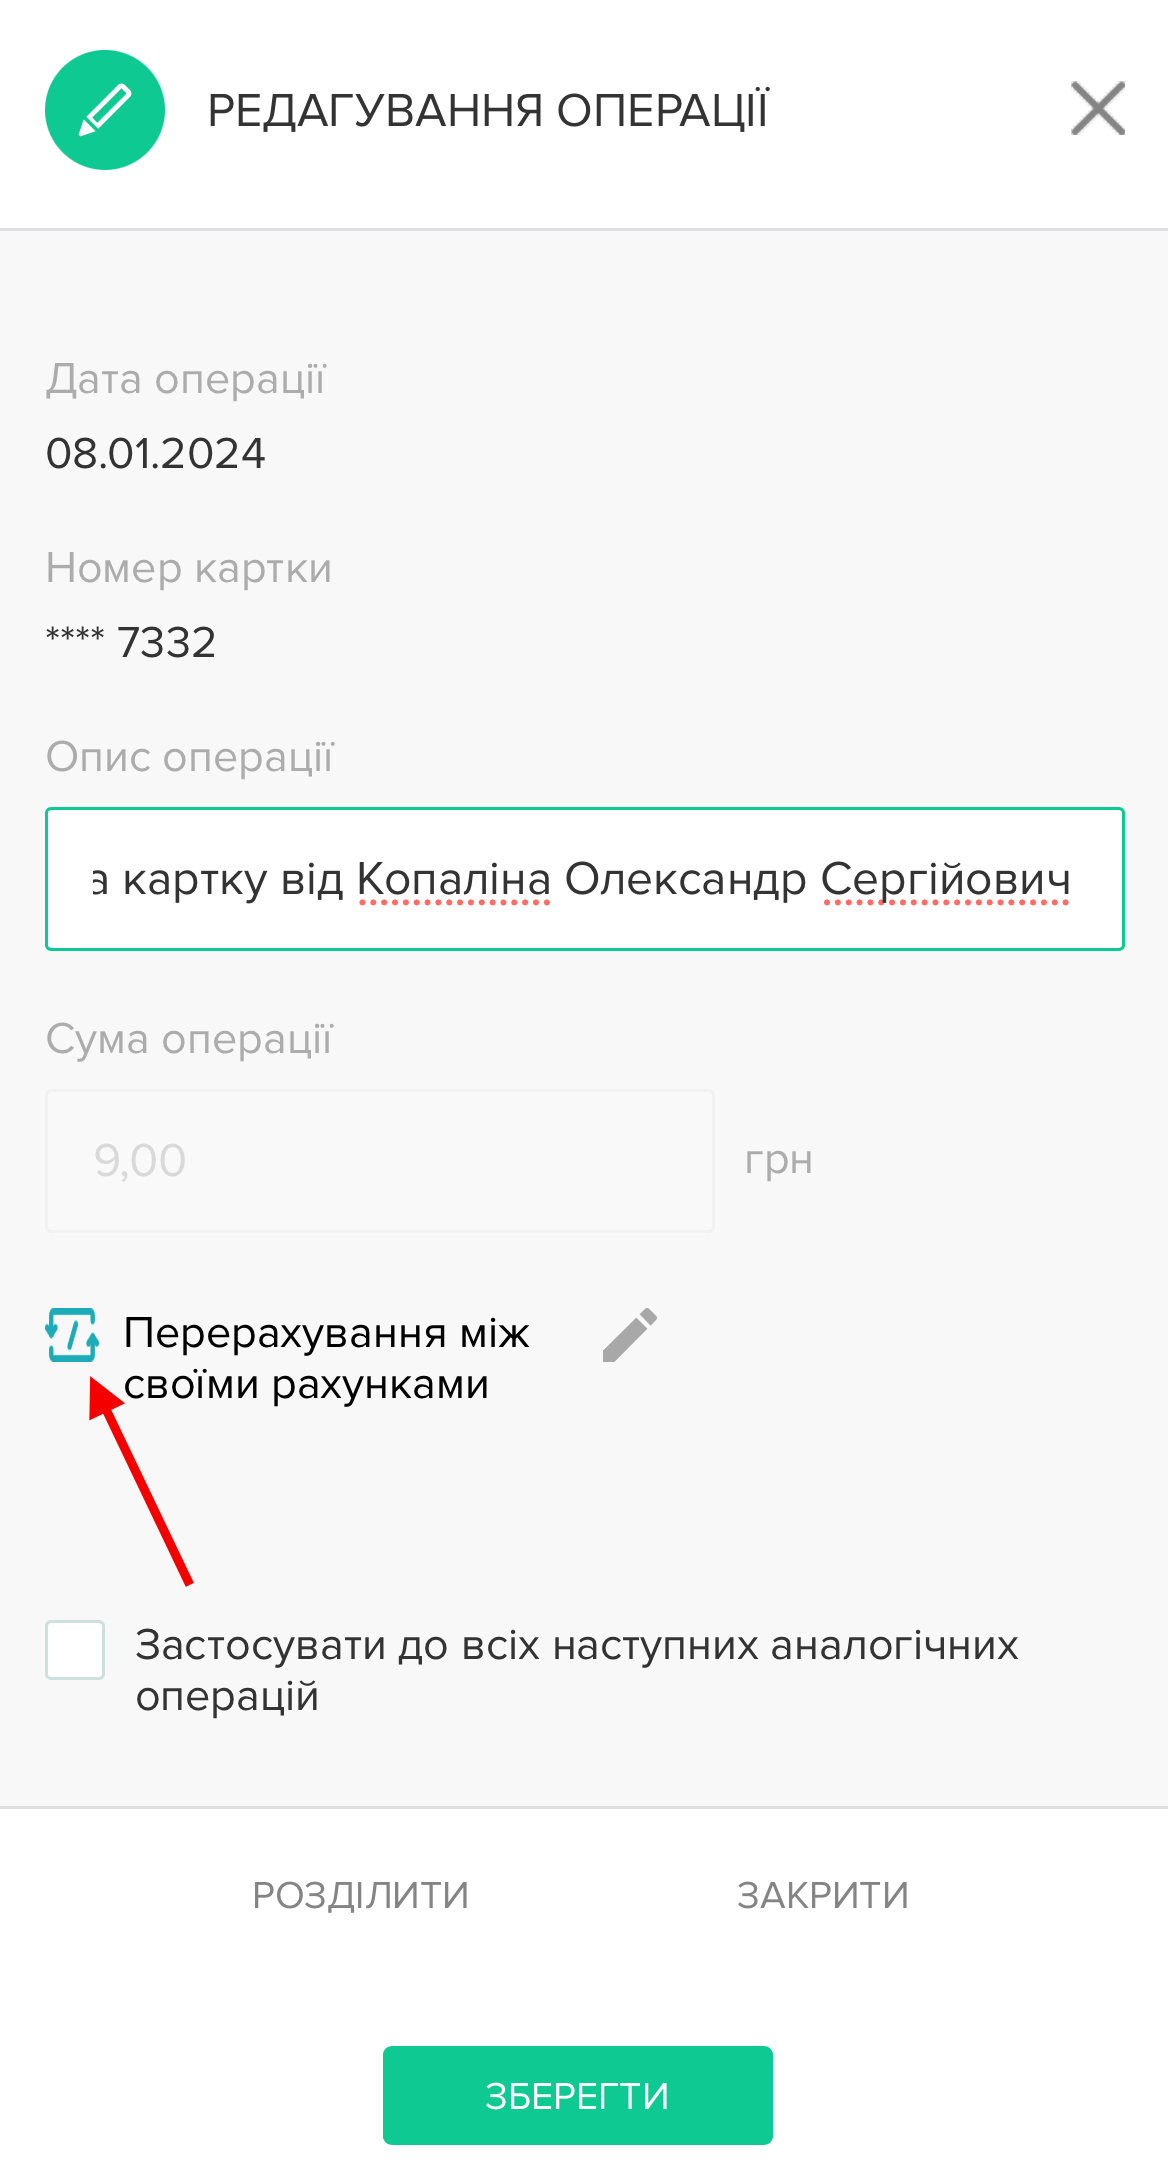 РЕДАГУВАННЯ ОПЕРАЦІЇ
Дата операції
08.01.2024
Номер картки
**** 7332
Опис операції
а картку від Копаліна Олександр Сергійович
Сума операції
9,00 грн
Перерахування між
своїми рахунками
Застосувати до всіх наступних аналогічних
операцій
РОЗДІЛИТИ ЗАКРИТИ
ЗБЕРЕГТИ